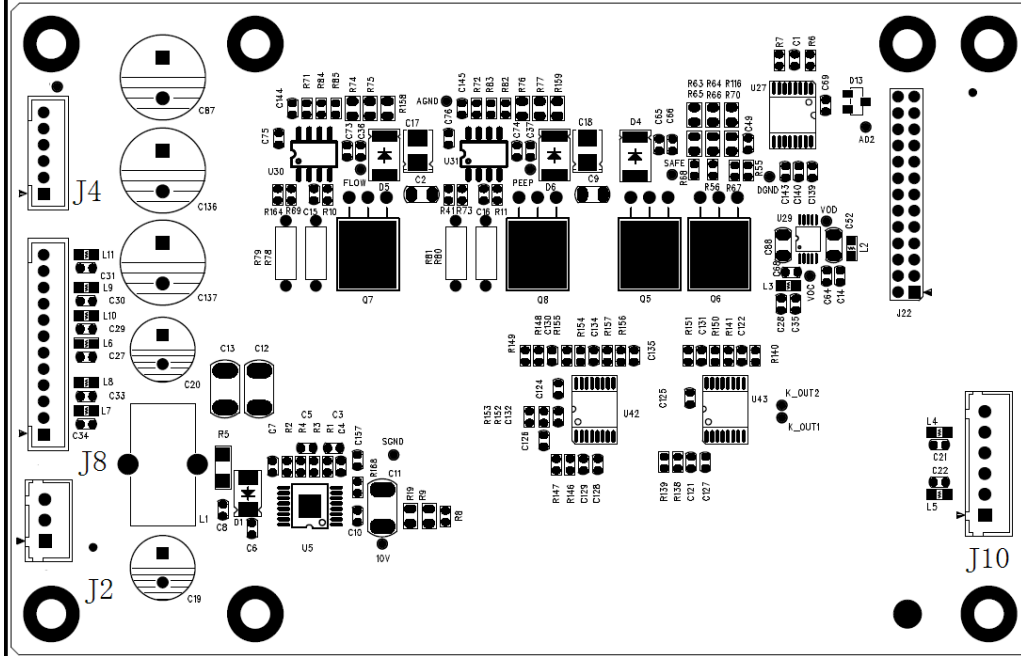 R7
C1
R6
R71
R84
R85
R74
R75
R158
C145
R72
R83
R82
R76
R77
R159
R63
R64
R116
R65
R66
R70
U27
C69
D13
C87
C144
AGND
C75
C73
C36
C17
C76
C74
C37
C18
D4
C65
C66
C49
AD2
U30
U31
SAFE
R68
R56
R67
R55
DGND
C143
C140
C139
J4
C136
FLOW
D5
C2
PEEP
D6
C9
R164
R69
C15
R10
R41
R73
C16
R11
U29
VOD
C52
L2
C88
C68
L11
C31
R79
R78
R81
R80
L9
C30
C137
L3
VOC
C64
C14
L10
C29
Q7
Q8
Q5
Q6
C28
C35
J22
L6
C27
R149
R148
C130
R155
R154
C134
R157
R156
C135
R151
C131
R150
R141
C122
R140
C20
C13
C12
L8
C33
C124
C125
K_OUT2
L7
R153
R152
C132
U42
U43
K_OUT1
C34
C126
L4
J8
R5
C7
R2
C5
R4
R3
R1
C3
C4
C157
SGND
C21
R168
C11
R147
R146
C129
C128
R139
R138
C121
C127
C22
L5
L1
D1
C8
C6
U5
C10
10V
R19
R9
R8
J2
C19
J10